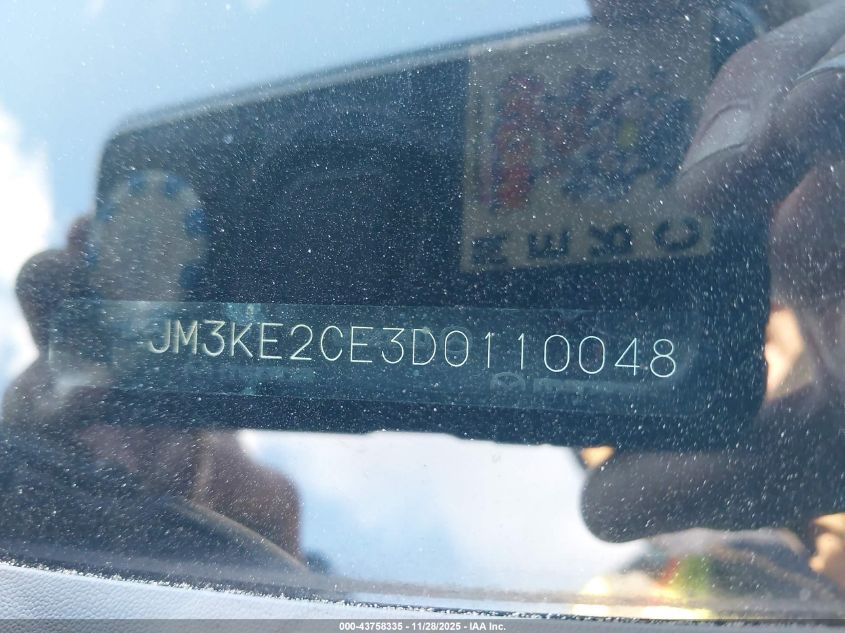 R E S C
JM3KE2CE3D0110048
000-43758335 - 11/28/2025 - IAA Inc.